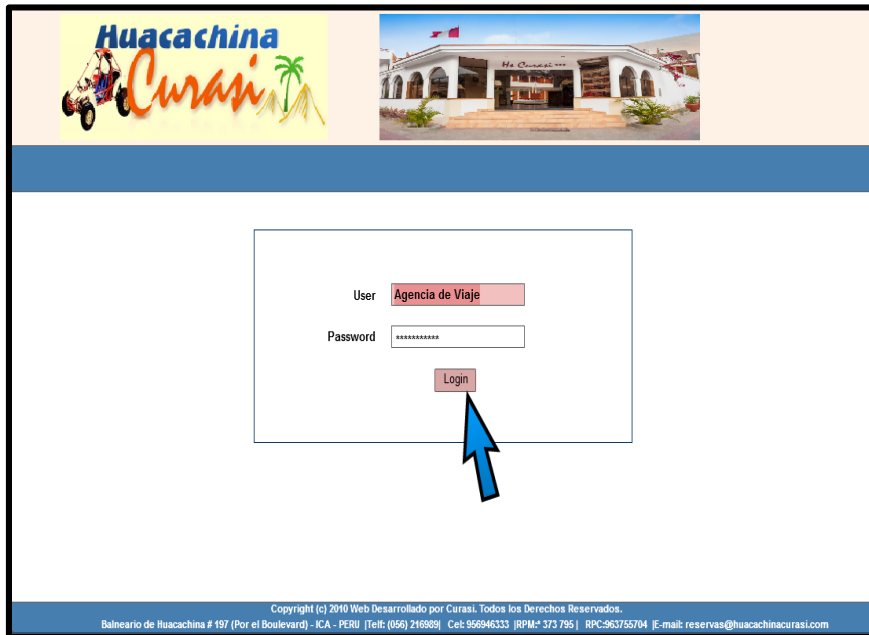 Huacachina
Curasi
Ho Curasi ***
User Agencia de Viaje
Password ***********
Login
Copyright (c) 2010 Web Desarrollado por Curasi. Todos los Derechos Reservados.
Balneario de Huacachina # 197 (Por el Boulevard) - ICA - PERU |Telf: (056) 216989| Cel: 956946333 |RPM:* 373 795 | RPC:963755704 |E-mail: reservas@huacachinacurasi.com